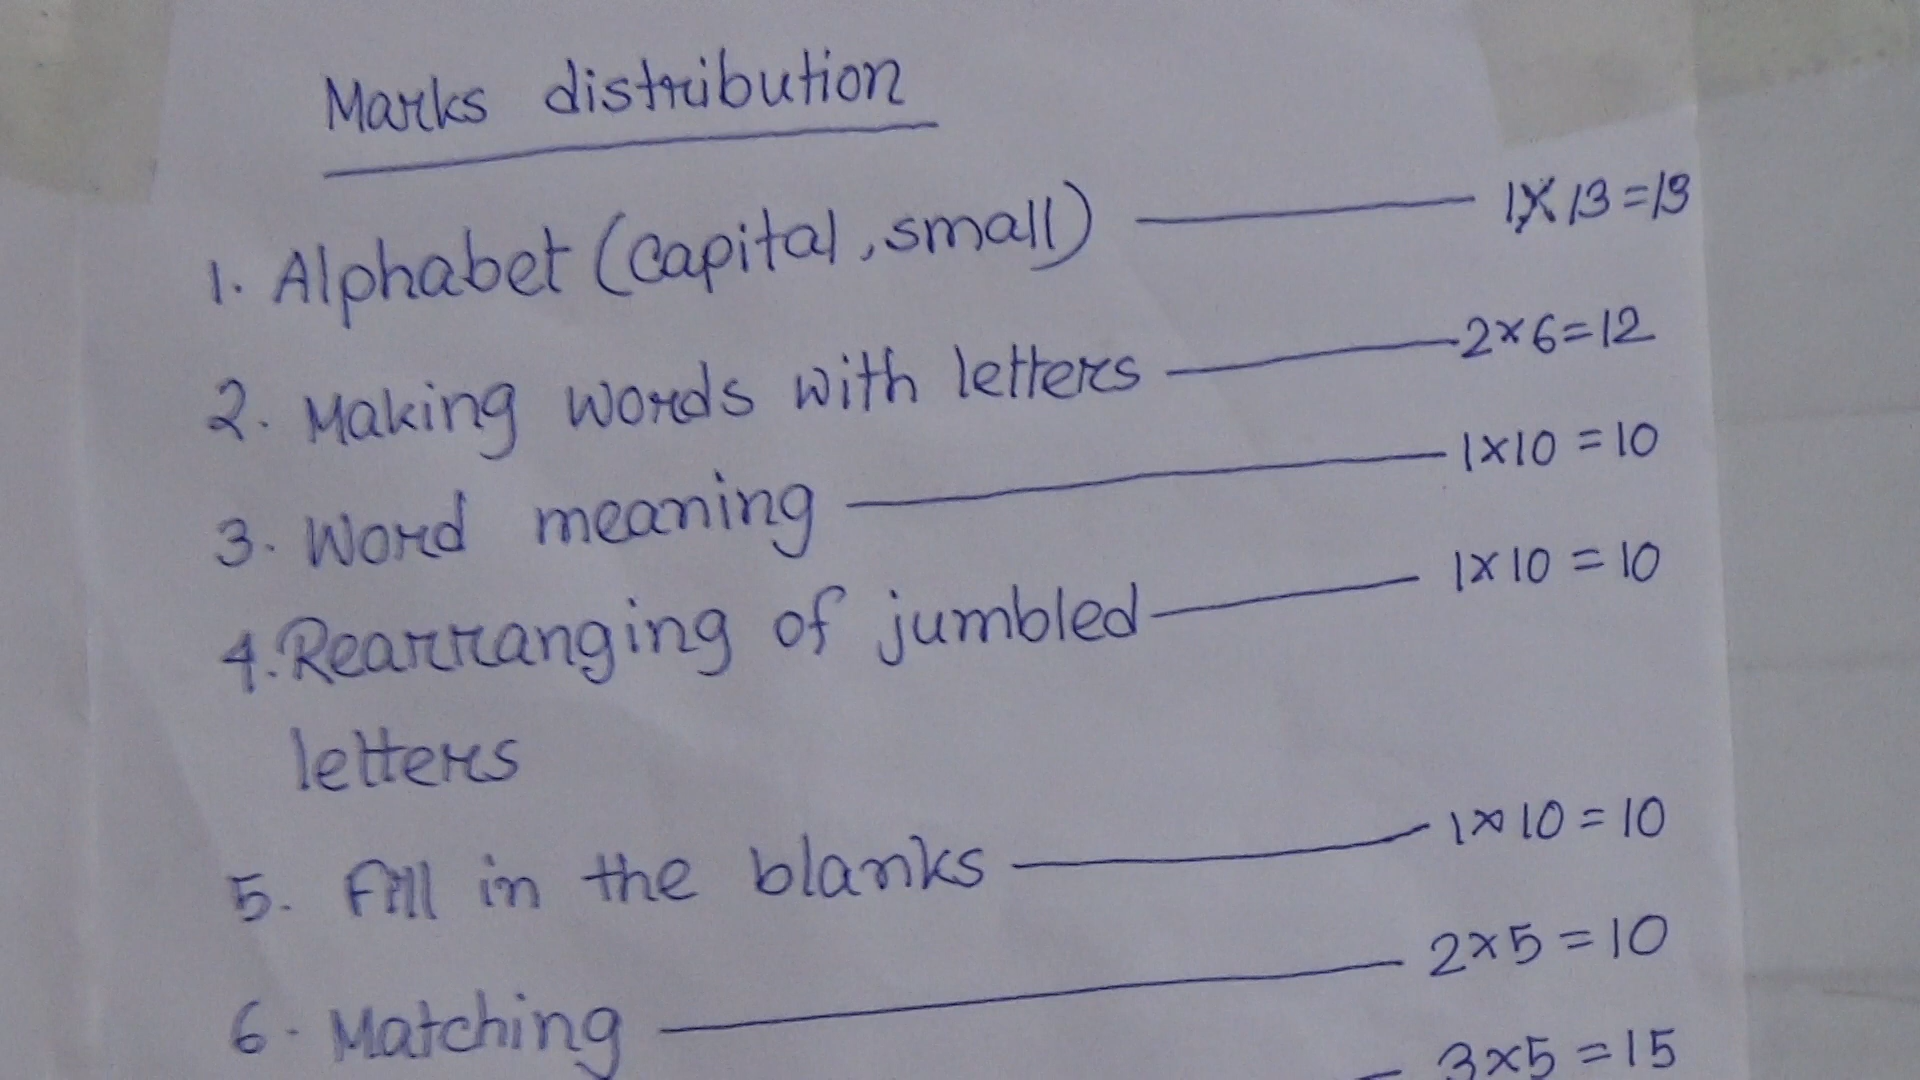 Marks distribution
1. Alphabet (capital, small) — 1X13=13
2. Making words with letters — 2×6=12
3. Word meaning — 1×10=10
4. Rearranging of jumbled — 1×10=10
letters
5. Fill in the blanks — 1×10=10
6. Matching — 2×5=10
— 3×5=15